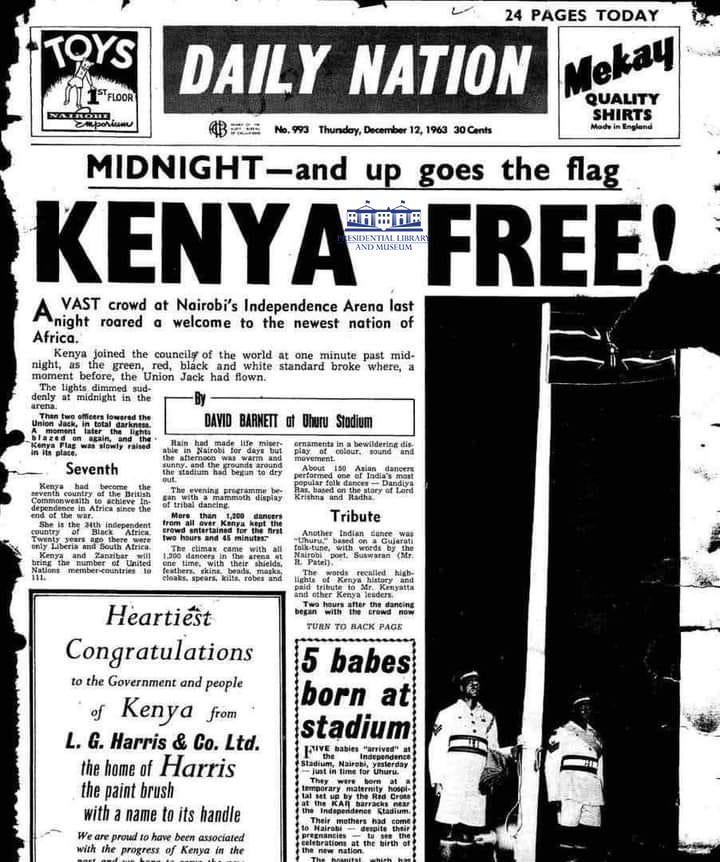 24 PAGES TODAY
TOYS
1ST FLOOR
NAIROBI
Emporium
DAILY NATION
No. 993 Thursday, December 12, 1963 30 Cents
Mekay
QUALITY
SHIRTS
Made in England
MIDNIGHT—and up goes the flag
KENYA FREE!
PRESIDENTIAL LIBRARY
AND MUSEUM
A VAST crowd at Nairobi's Independence Arena last
night roared a welcome to the newest nation of
Africa.
Kenya joined the councils of the world at one minute past mid-
night, as the green, red, black and white standard broke where, a
moment before, the Union Jack had flown.
The lights dimmed sud-
denly at midnight in the
arena.
Then two officers lowered the
Union Jack, in total darkness.
A moment later the lights
blazed on again, and the
Kenya Flag was slowly raised
in its place.
Seventh
Kenya had become the
seventh country of the British
Commonwealth to achieve In-
dependence in Africa since the
end of the war.
She is the 34th independent
country of Black Africa.
Twenty years ago there were
only Liberia and South Africa.
Kenya and Zanzibar will
bring the number of United
Nations member-countries to
111.
By
DAVID BARNETT at Uhuru Stadium
Rain had made life miser-
able in Nairobi for days but
the afternoon was warm and
sunny, and the grounds around
the stadium had begun to dry
out.
The evening programme be-
gan with a mammoth display
of tribal dancing.
More than 1,200 dancers
from all over Kenya kept the
crowd entertained for the first
two hours and 45 minutes.
The climax came with all
1,200 dancers in the arena at
one time, with their shields,
feathers, skins, beads, masks,
cloaks, spears, kilts, robes and
ornaments in a bewildering dis-
play of colour, sound and
movement.
About 150 Asian dancers
performed one of India's most
popular folk dances — Dandiya
Ras, based on the story of Lord
Krishna and Radha.
Tribute
Another Indian dance was
"Uhuru," based on a Gujarati
folk-tune, with words by the
Nairobi poet, Suswaran (Mr.
R. Patel).
The words recalled high-
lights of Kenya history and
paid tribute to Mr. Kenyatta
and other Kenya leaders.
Two hours after the dancing
began with the crowd now
TURN TO BACK PAGE
Heartiest
Congratulations
to the Government and people
of Kenya from
L. G. Harris & Co. Ltd.
the home of Harris
the paint brush
with a name to its handle
We are proud to have been associated
with the progress of Kenya in the
5 babes
born at
stadium
FIVE babies "arrived" at
the Independence
Stadium, Nairobi, yesterday
— just in time for Uhuru.
They were born at a
temporary maternity hospi-
tal set up by the Red Cross
at the KAR barracks near
the Independence Stadium.
Their mothers had come
to Nairobi — despite their
pregnancies — to see the
celebrations at the birth of
the new nation.
The hospital, which has